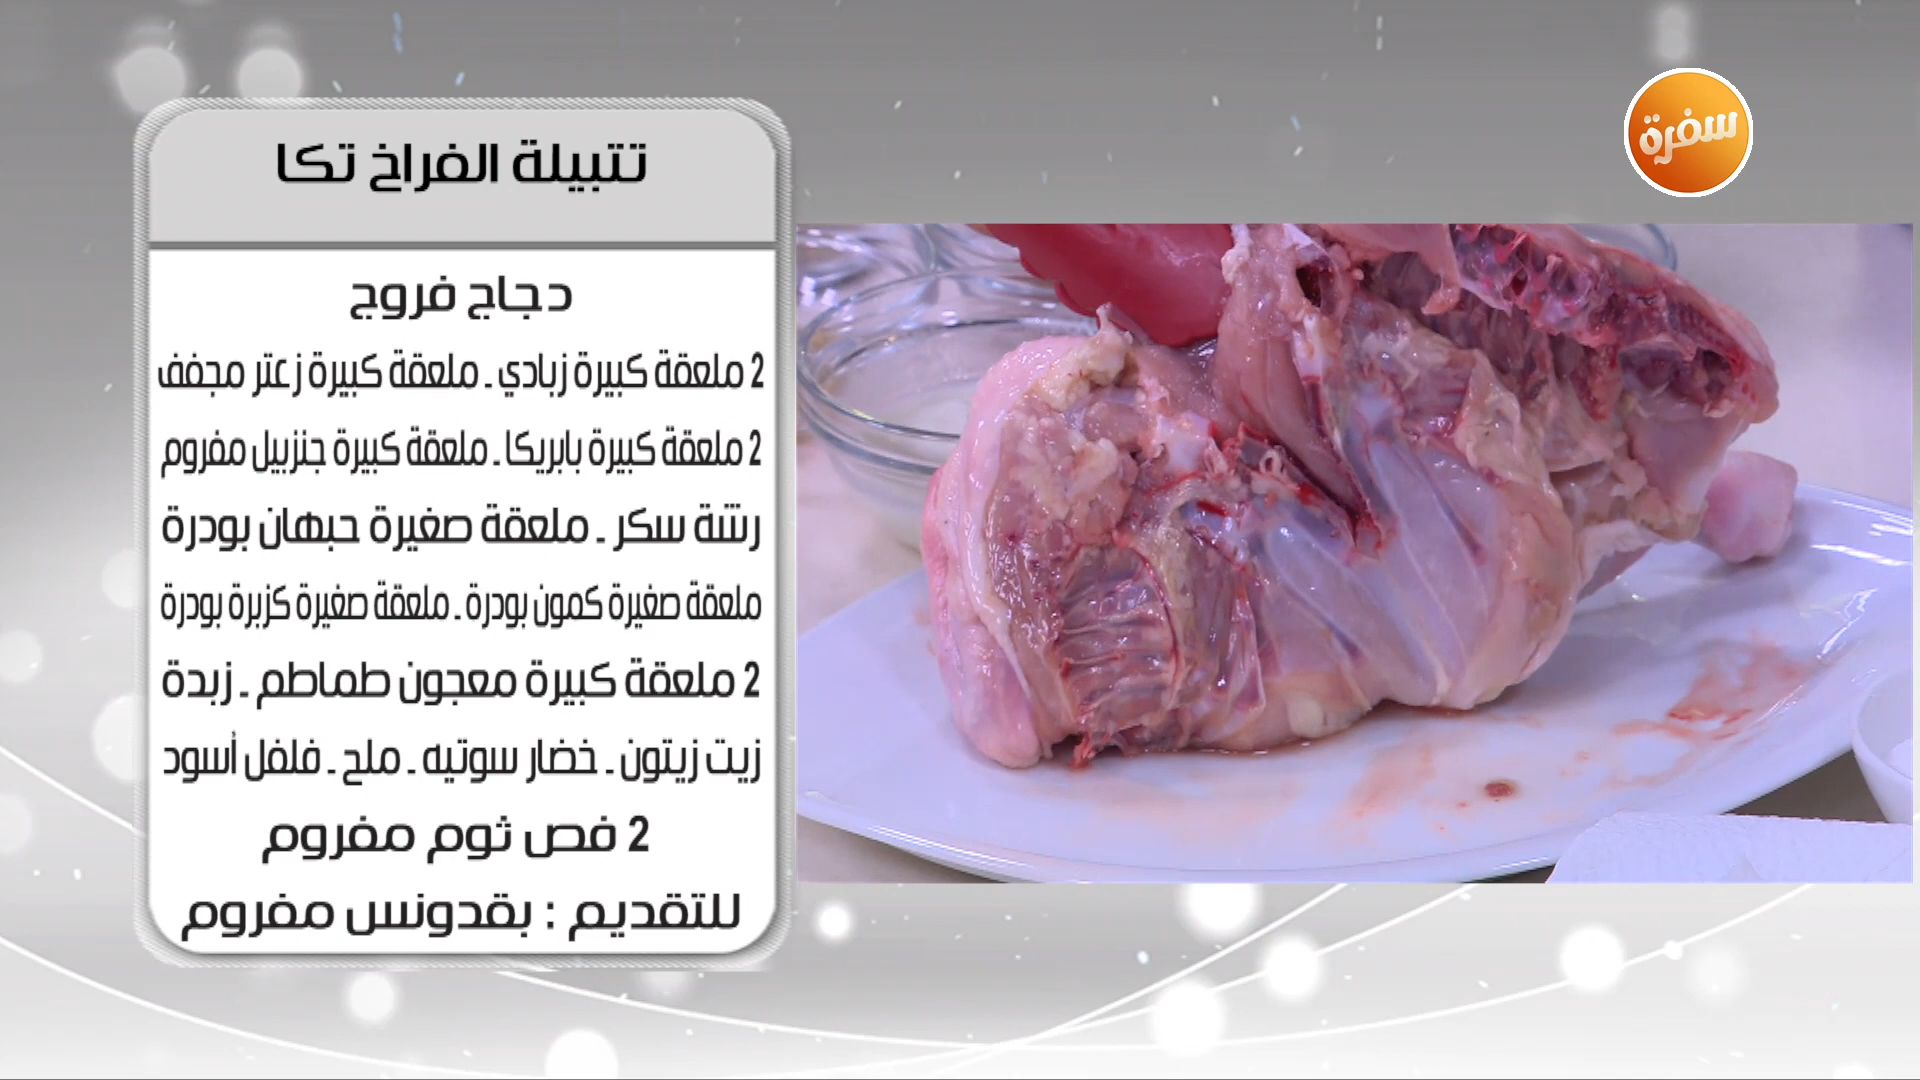 سفرة
تتبيلة الفراخ تكا
دجاج فروج
2 ملعقة كبيرة زبادي ـ ملعقة كبيرة زعتر مجفف
2 ملعقة كبيرة بابريكا ـ ملعقة كبيرة جنزبيل مفروم
رشة سكر ـ ملعقة صغيرة حبهان بودرة
ملعقة صغيرة كمون بودرة ـ ملعقة صغيرة كزبرة بودرة
2 ملعقة كبيرة معجون طماطم ـ زبدة
زيت زيتون ـ خضار سوتيه ـ ملح ـ فلفل أسود
2 فص ثوم مفروم
للتقديم : بقدونس مفروم